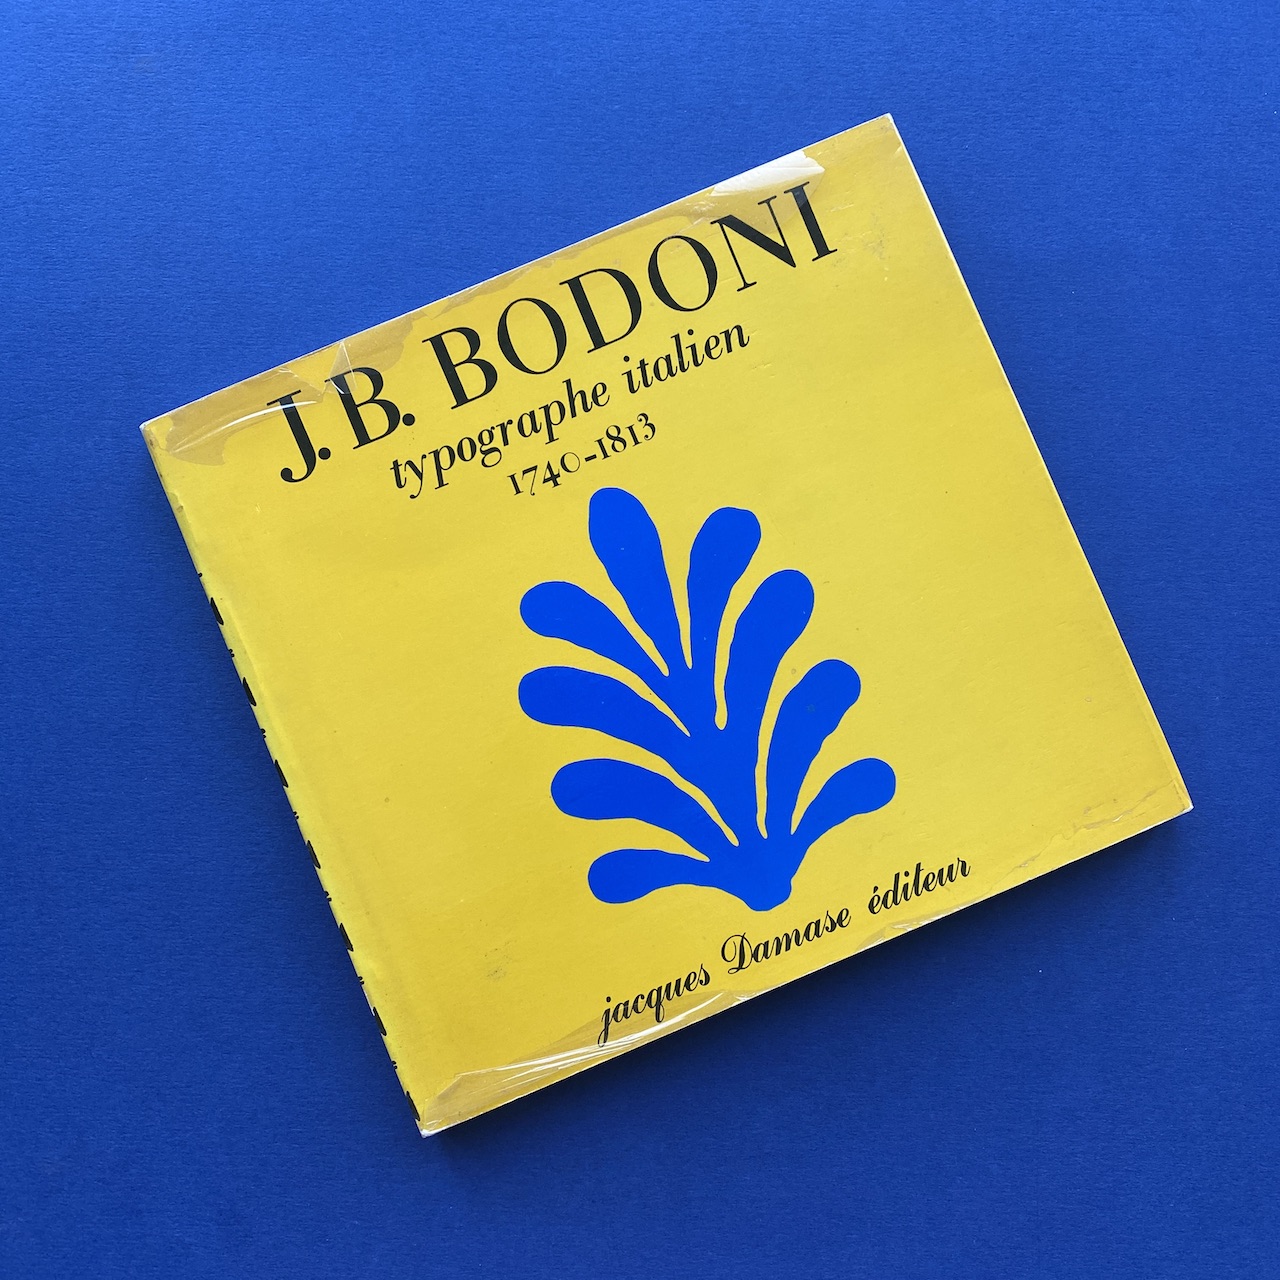 J.B. BODONI
typographe italien
1740-1813
jacques Damase éditeur